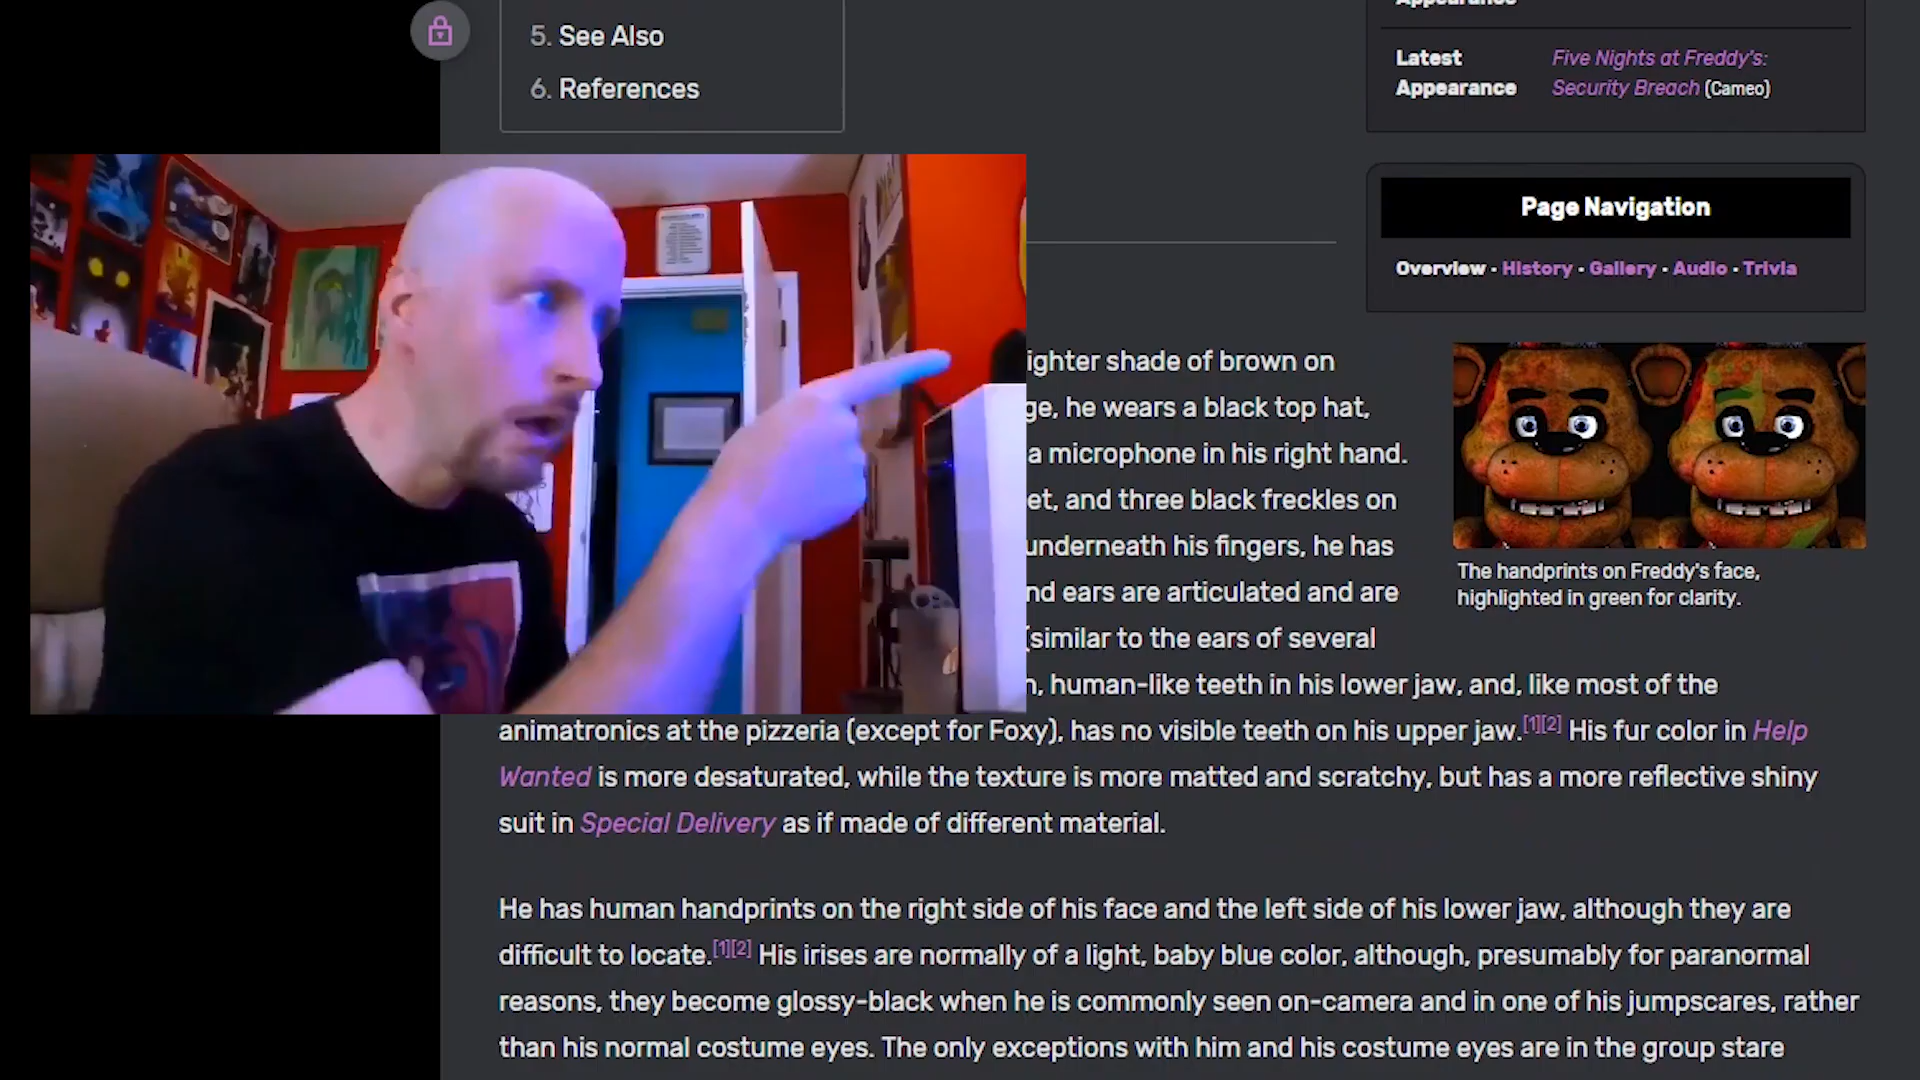 5. See Also
6. References
Appearance
Latest
Appearance
Five Nights at Freddy's:
Security Breach (Cameo)
Page Navigation
Overview • History • Gallery • Audio • Trivia
ighter shade of brown on
ge, he wears a black top hat,
a microphone in his right hand.
et, and three black freckles on
underneath his fingers, he has
nd ears are articulated and are
(similar to the ears of several
n, human-like teeth in his lower jaw, and, like most of the
animatronics at the pizzeria (except for Foxy), has no visible teeth on his upper jaw.[1][2] His fur color in Help
Wanted is more desaturated, while the texture is more matted and scratchy, but has a more reflective shiny
suit in Special Delivery as if made of different material.
The handprints on Freddy's face,
highlighted in green for clarity.
He has human handprints on the right side of his face and the left side of his lower jaw, although they are
difficult to locate.[1][2] His irises are normally of a light, baby blue color, although, presumably for paranormal
reasons, they become glossy-black when he is commonly seen on-camera and in one of his jumpscares, rather
than his normal costume eyes. The only exceptions with him and his costume eyes are in the group stare